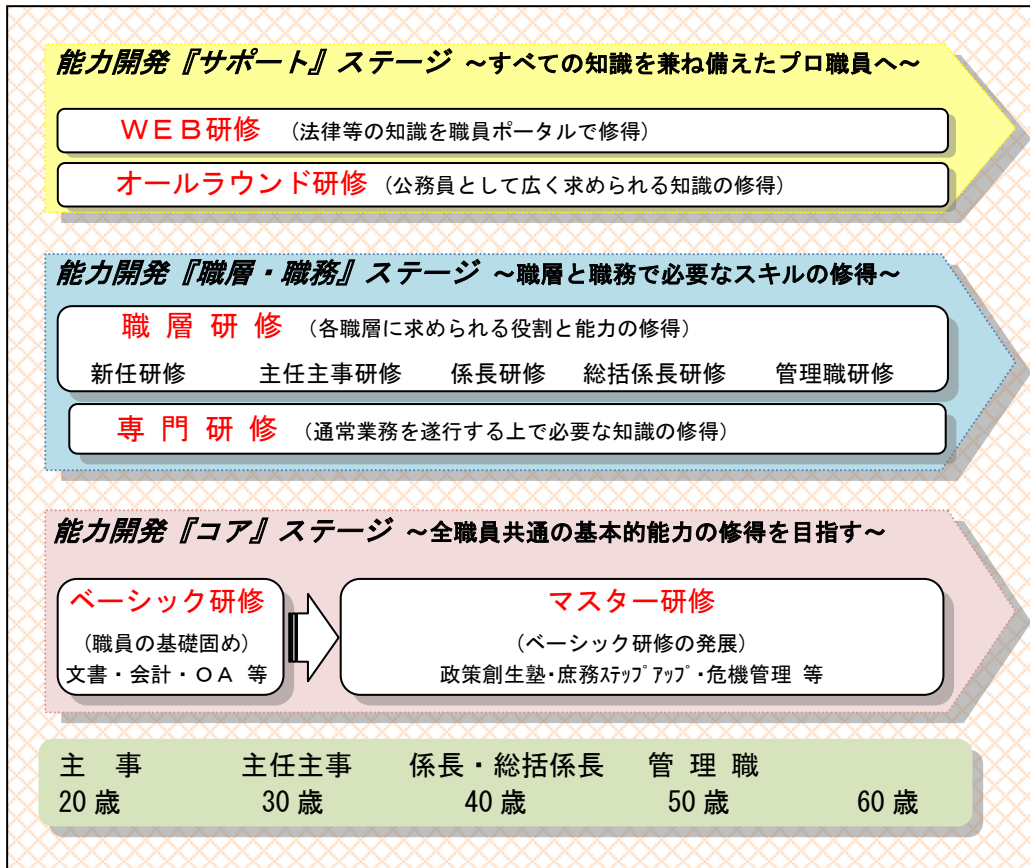 能力開発『サポート』ステージ ～すべての知識を兼ね備えたプロ職員へ～
ＷＥＢ研修 （法律等の知識を職員ポータルで修得）
オールラウンド研修（公務員として広く求められる知識の修得）
能力開発『職層・職務』ステージ ～職層と職務で必要なスキルの修得～
職 層 研 修 （各職層に求められる役割と能力の修得）
新任研修 主任主事研修 係長研修 総括係長研修 管理職研修
専 門 研 修 （通常業務を遂行する上で必要な知識の修得）
能力開発『コア』ステージ ～全職員共通の基本的能力の修得を目指す～
ベーシック研修
（職員の基礎固め）
文書・会計・ＯＡ 等
マスター研修
（ベーシック研修の発展）
政策創生塾・庶務ｽﾃｯﾌﾟｱｯﾌﾟ・危機管理 等
主 事 主任主事 係長・総括係長 管 理 職
20 歳 30 歳 40 歳 50 歳 60 歳